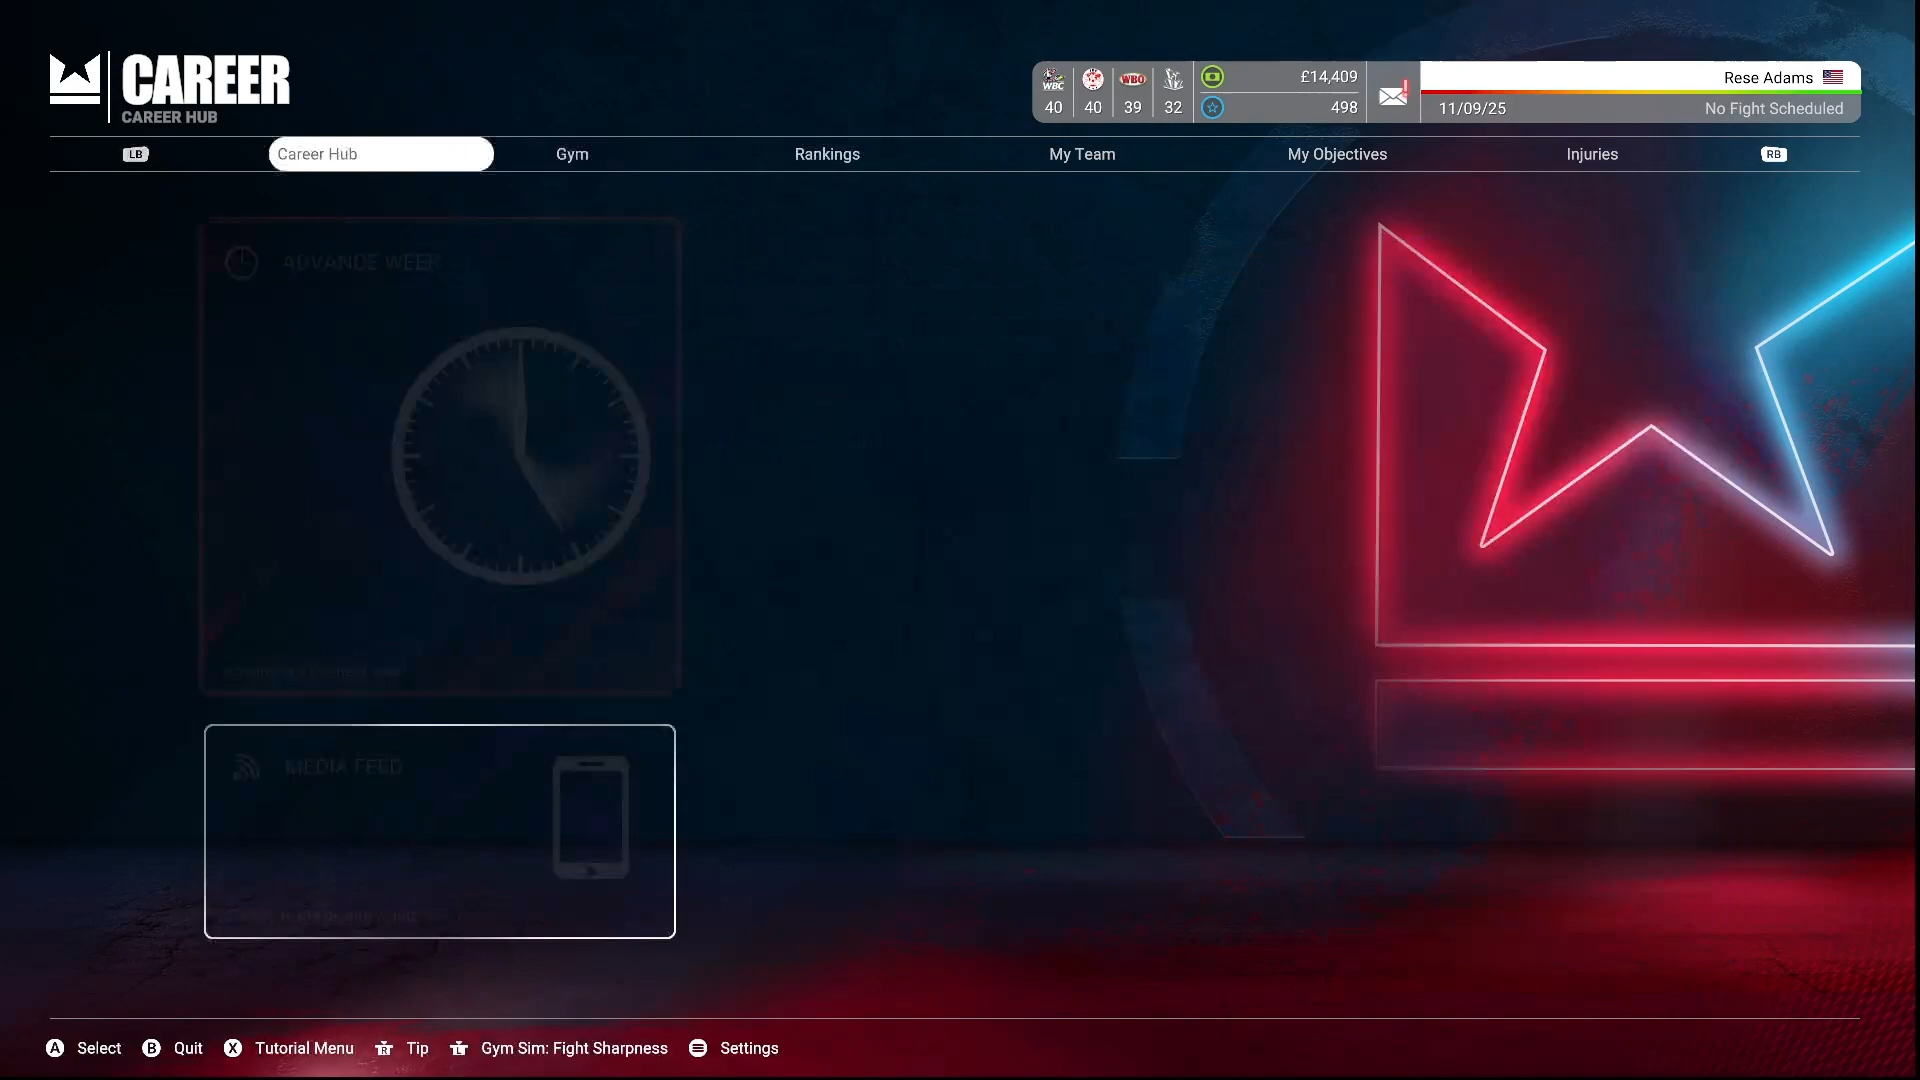 CAREER
CAREER HUB
WBC
WBO
40
40
39
32
£14,409
498
Rese Adams
11/09/25
No Fight Scheduled
LB
Career Hub
Gym
Rankings
My Team
My Objectives
Injuries
RB
ADVANCE WEEK
MEDIA FEED
A Select
B Quit
X Tutorial Menu
R Tip
L Gym Sim: Fight Sharpness
Settings